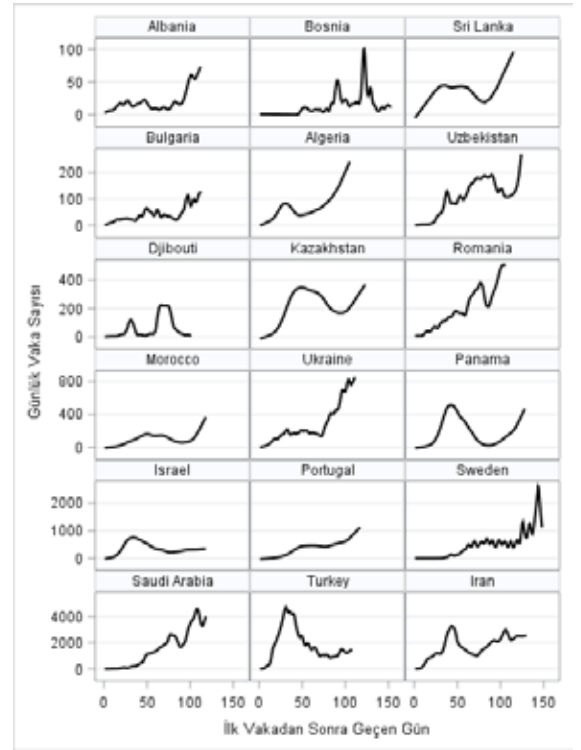 Albania Bosnia Sri Lanka
100
50
0
Bulgaria Algeria Uzbekistan
200
100
0
Djibouti Kazakhstan Romania
400
200
0
Günlük Vaka Sayısı
Morocco Ukraine Panama
800
400
0
Israel Portugal Sweden
2000
1000
0
Saudi Arabia Turkey Iran
4000
2000
0
0 50 100 150 0 50 100 150 0 50 100 150
İlk Vakadan Sonra Geçen Gün